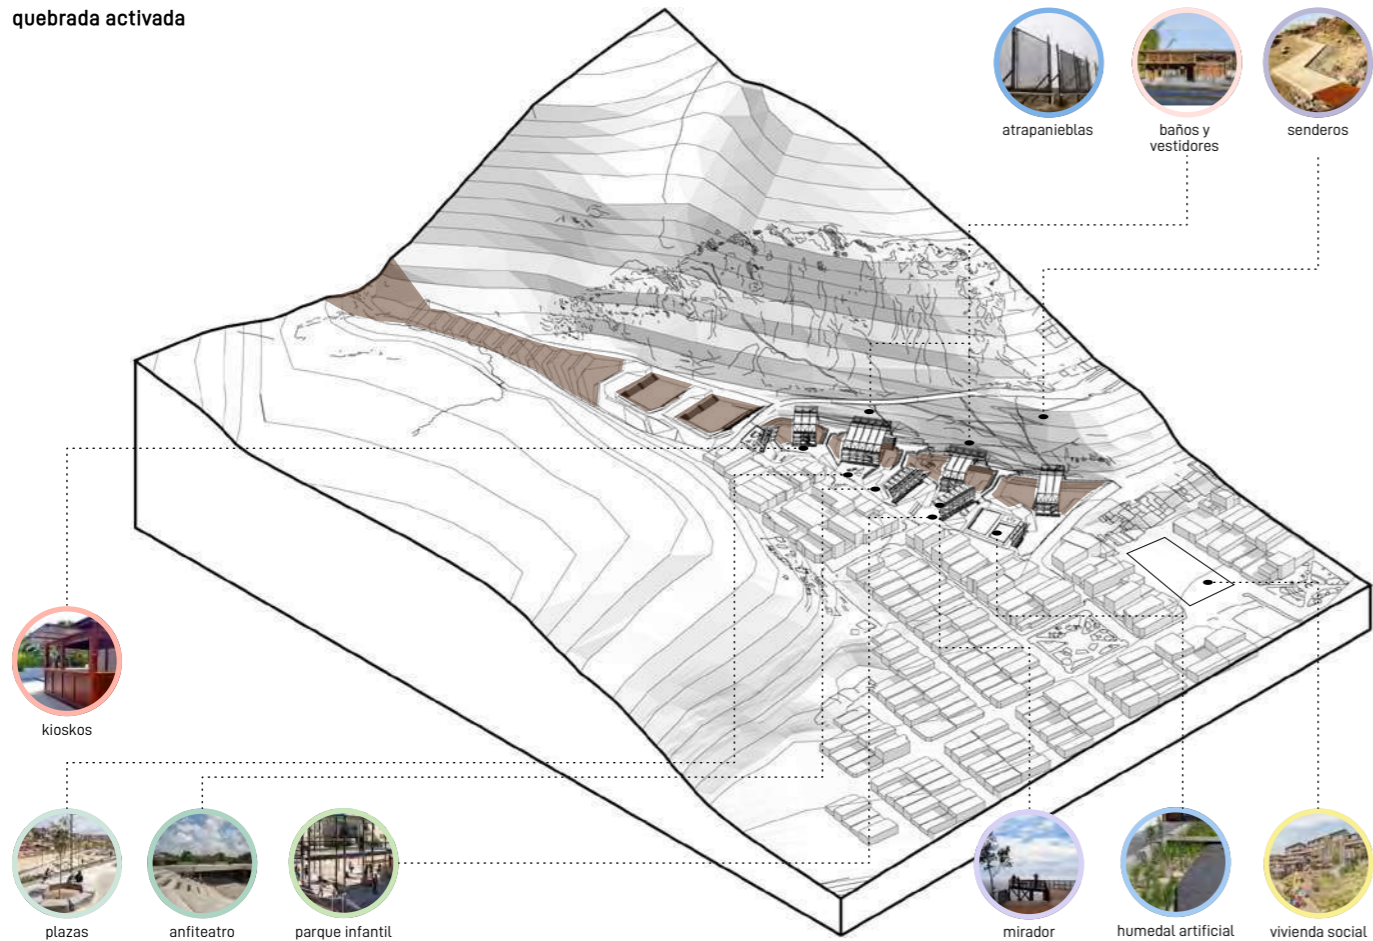 quebrada activada
atrapanieblas
baños y
vestidores
senderos
kioskos
plazas
anfiteatro
parque infantil
mirador
humedal artificial
vivienda social